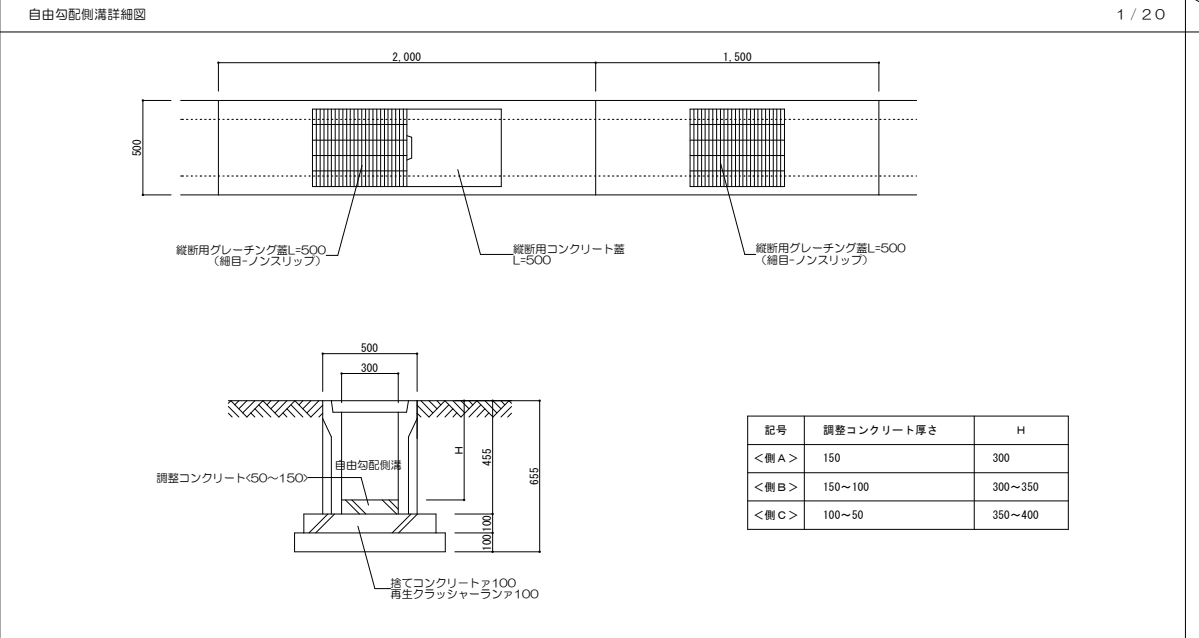 自由勾配側溝詳細図
1/20
2,000
1,500
500
縦断用グレーチング蓋L=500
(細目-ノンスリップ)
縦断用コンクリート蓋
L=500
縦断用グレーチング蓋L=500
(細目-ノンスリップ)
500
300
H
455
655
自由勾配側溝
調整コンクリート<50～150>
100
100
捨てコンクリートァ100
再生クラッシャーランァ100
記号 調整コンクリート厚さ H
<側A> 150 300
<側B> 150～100 300～350
<側C> 100～50 350～400